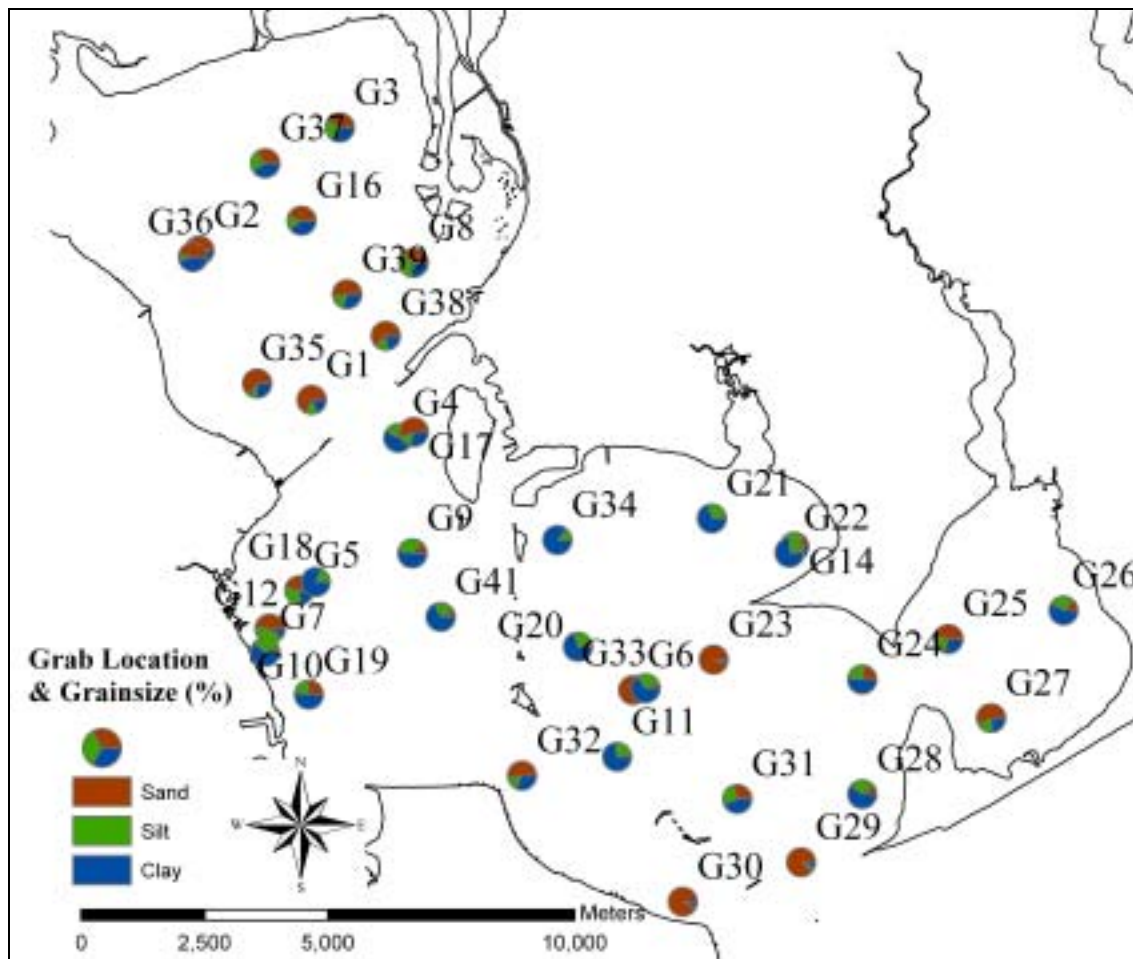 G3
G37
G16
G36 G2
G8
G39
G38
G35 G1
G4
G17
G21
G34
G22
G9
G14
G18 G5
G26
G12
G41
G25
G7
G20
G23
G33 G6
G24
G10 G19
Grab Location
& Grainsize (%)
G27
G11
G32
G28
G31
N
Sand
W E
Silt
G29
Clay
G30
S
Meters
0 2,500 5,000 10,000